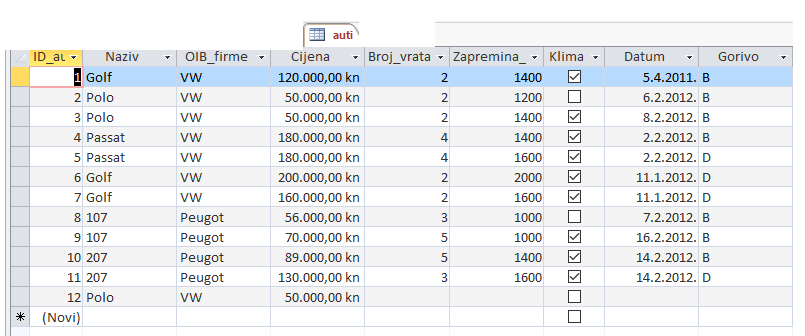 auti
ID_au Naziv OIB_firme Cijena Broj_vrata Zapremina_ Klima Datum Gorivo
1 Golf VW 120.000,00 kn 2 1400 5.4.2011. B
2 Polo VW 50.000,00 kn 2 1200 6.2.2012. B
3 Polo VW 50.000,00 kn 2 1400 8.2.2012. B
4 Passat VW 180.000,00 kn 4 1400 2.2.2012. B
5 Passat VW 180.000,00 kn 4 1600 2.2.2012. D
6 Golf VW 200.000,00 kn 2 2000 11.1.2012. D
7 Golf VW 160.000,00 kn 2 1600 11.1.2012. D
8 107 Peugot 56.000,00 kn 3 1000 7.2.2012. B
9 107 Peugot 70.000,00 kn 5 1000 16.2.2012. B
10 207 Peugot 89.000,00 kn 5 1400 14.2.2012. B
11 207 Peugot 130.000,00 kn 3 1600 14.2.2012. D
12 Polo VW 50.000,00 kn
(Novi)